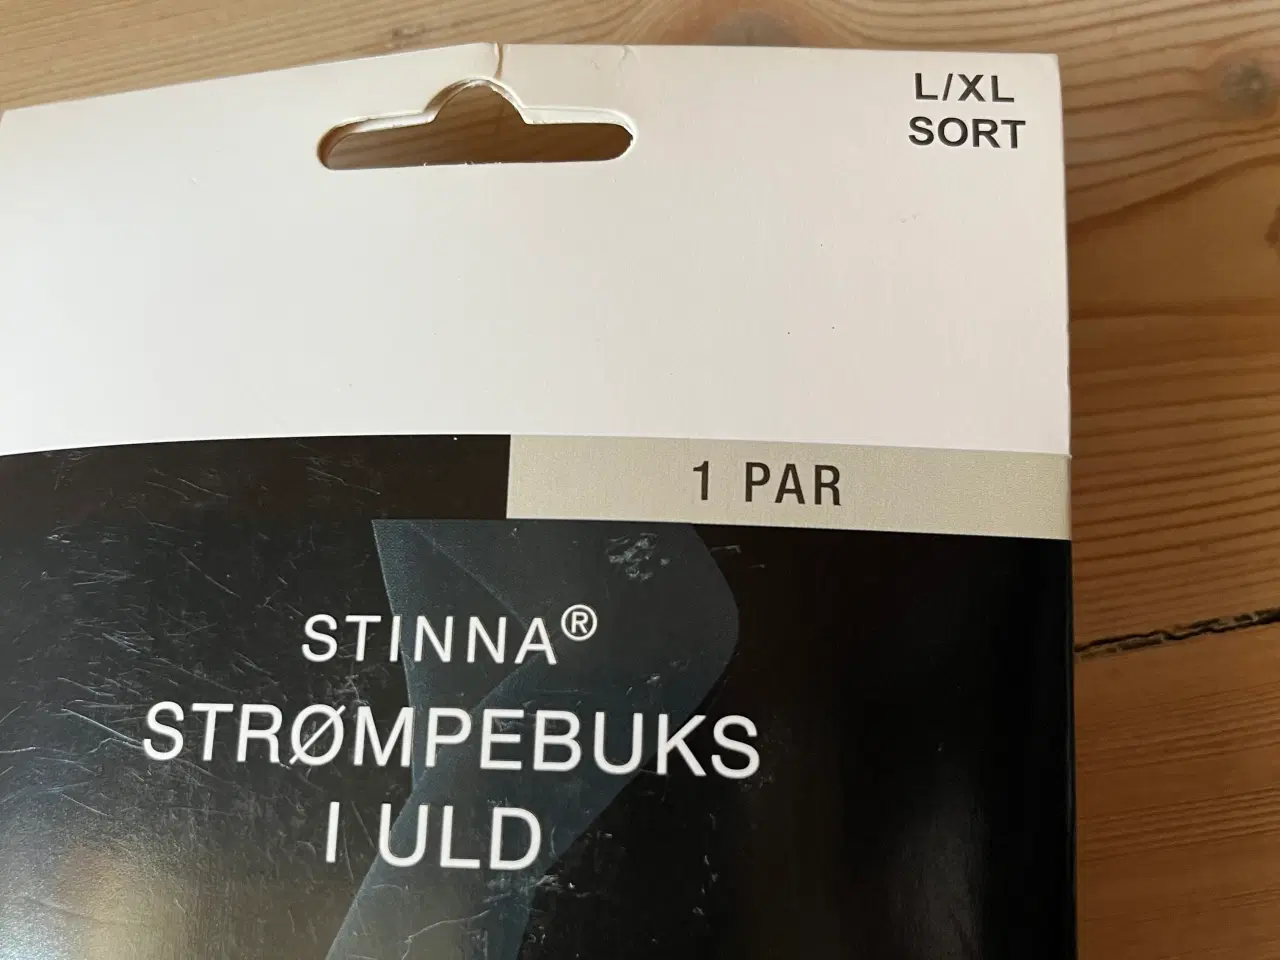 L/XL
SORT
1 PAR
STINNA®
STRØMPEBUKS
I ULD